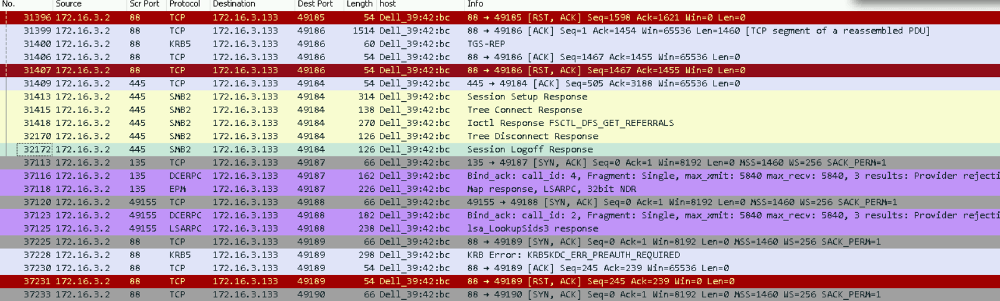 No. Source Scr Port Protocol Destination Dest Port Length host Info
31396 172.16.3.2 88 TCP 172.16.3.133 49185 54 Dell_39:42:bc 88 → 49185 [RST, ACK] Seq=1598 Ack=1621 Win=0 Len=0
31399 172.16.3.2 88 TCP 172.16.3.133 49186 1514 Dell_39:42:bc 88 → 49186 [ACK] Seq=1 Ack=1454 Win=65536 Len=1460 [TCP segment of a reassembled PDU]
31400 172.16.3.2 88 KRB5 172.16.3.133 49186 60 Dell_39:42:bc TGS-REP
31406 172.16.3.2 88 TCP 172.16.3.133 49186 54 Dell_39:42:bc 88 → 49186 [ACK] Seq=1467 Ack=1455 Win=65536 Len=0
31407 172.16.3.2 88 TCP 172.16.3.133 49186 54 Dell_39:42:bc 88 → 49186 [RST, ACK] Seq=1467 Ack=1455 Win=0 Len=0
31409 172.16.3.2 445 TCP 172.16.3.133 49184 54 Dell_39:42:bc 445 → 49184 [ACK] Seq=505 Ack=3188 Win=65536 Len=0
31413 172.16.3.2 445 SMB2 172.16.3.133 49184 314 Dell_39:42:bc Session Setup Response
31415 172.16.3.2 445 SMB2 172.16.3.133 49184 138 Dell_39:42:bc Tree Connect Response
31418 172.16.3.2 445 SMB2 172.16.3.133 49184 270 Dell_39:42:bc Ioctl Response FSCTL_DFS_GET_REFERRALS
32170 172.16.3.2 445 SMB2 172.16.3.133 49184 126 Dell_39:42:bc Tree Disconnect Response
32172 172.16.3.2 445 SMB2 172.16.3.133 49184 126 Dell_39:42:bc Session Logoff Response
37113 172.16.3.2 135 TCP 172.16.3.133 49187 66 Dell_39:42:bc 135 → 49187 [SYN, ACK] Seq=0 Ack=1 Win=8192 Len=0 MSS=1460 WS=256 SACK_PERM=1
37116 172.16.3.2 135 DCERPC 172.16.3.133 49187 162 Dell_39:42:bc Bind_ack: call_id: 4, Fragment: Single, max_xmit: 5840 max_recv: 5840, 3 results: Provider rejecti
37118 172.16.3.2 135 EPM 172.16.3.133 49187 226 Dell_39:42:bc Map response, LSARPC, 32bit NDR
37120 172.16.3.2 49155 TCP 172.16.3.133 49188 66 Dell_39:42:bc 49155 → 49188 [SYN, ACK] Seq=0 Ack=1 Win=8192 Len=0 MSS=1460 WS=256 SACK_PERM=1
37123 172.16.3.2 49155 DCERPC 172.16.3.133 49188 182 Dell_39:42:bc Bind_ack: call_id: 2, Fragment: Single, max_xmit: 5840 max_recv: 5840, 3 results: Provider rejecti
37125 172.16.3.2 49155 LSARPC 172.16.3.133 49188 238 Dell_39:42:bc lsa_LookupSids3 response
37225 172.16.3.2 88 TCP 172.16.3.133 49189 66 Dell_39:42:bc 88 → 49189 [SYN, ACK] Seq=0 Ack=1 Win=8192 Len=0 MSS=1460 WS=256 SACK_PERM=1
37228 172.16.3.2 88 KRB5 172.16.3.133 49189 298 Dell_39:42:bc KRB Error: KRB5KDC_ERR_PREAUTH_REQUIRED
37230 172.16.3.2 88 TCP 172.16.3.133 49189 54 Dell_39:42:bc 88 → 49189 [ACK] Seq=245 Ack=239 Win=65536 Len=0
37231 172.16.3.2 88 TCP 172.16.3.133 49189 54 Dell_39:42:bc 88 → 49189 [RST, ACK] Seq=245 Ack=239 Win=0 Len=0
37233 172.16.3.2 88 TCP 172.16.3.133 49190 66 Dell_39:42:bc 88 → 49190 [SYN, ACK] Seq=0 Ack=1 Win=8192 Len=0 MSS=1460 WS=256 SACK_PERM=1